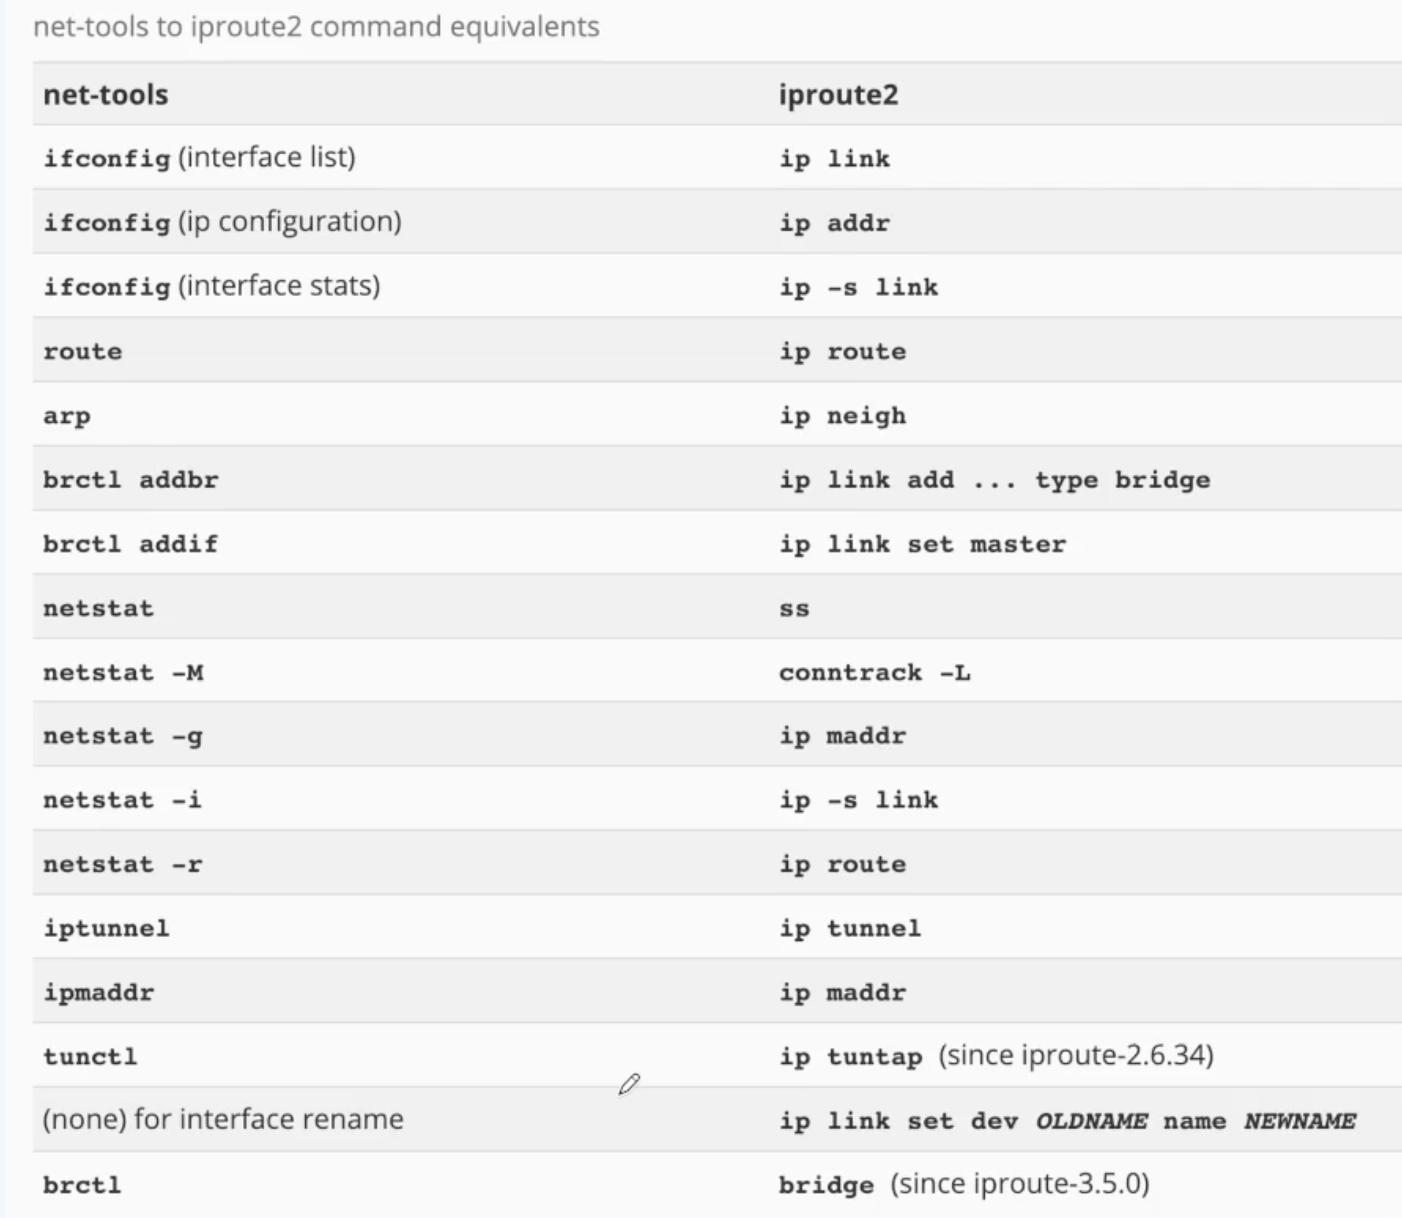 net-tools to iproute2 command equivalents
net-tools iproute2
ifconfig (interface list) ip link
ifconfig (ip configuration) ip addr
ifconfig (interface stats) ip -s link
route ip route
arp ip neigh
brctl addbr ip link add ... type bridge
brctl addif ip link set master
netstat ss
netstat -M conntrack -L
netstat -g ip maddr
netstat -i ip -s link
netstat -r ip route
iptunnel ip tunnel
ipmaddr ip maddr
tunctl ip tuntap (since iproute-2.6.34)
(none) for interface rename ip link set dev OLDNAME name NEWNAME
brctl bridge (since iproute-3.5.0)